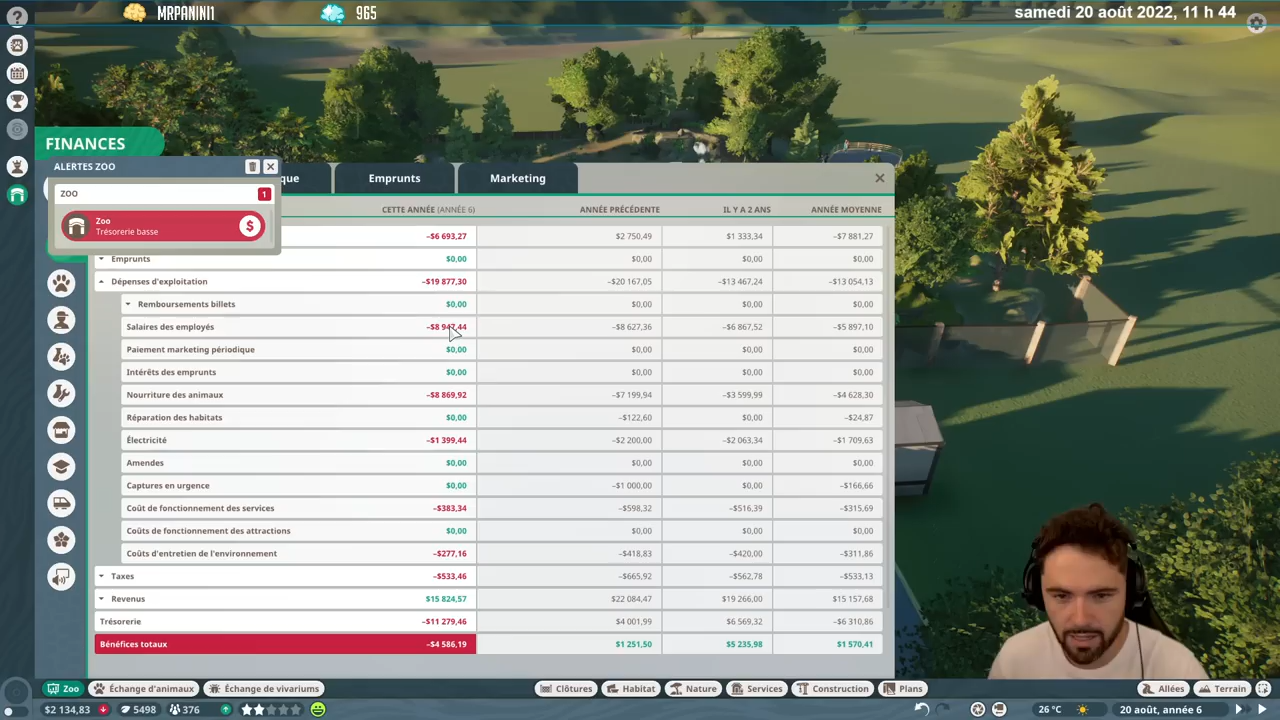 MRPANINI1
965
samedi 20 août 2022, 11 h 44
FINANCES
ALERTES ZOO
que
Emprunts
Marketing
ZOO
1
CETTE ANNÉE (ANNÉE 6)
ANNÉE PRÉCÉDENTE
IL Y A 2 ANS
ANNÉE MOYENNE
Zoo
Trésorerie basse
$
–$6 693,27
$2 750,49
$1 333,34
–$7 881,27
Emprunts
$0,00
$0,00
$0,00
$0,00
Dépenses d'exploitation
–$19 877,30
–$20 167,05
–$13 467,24
–$13 054,13
Remboursements billets
$0,00
$0,00
$0,00
$0,00
Salaires des employés
–$8 947,44
–$8 627,36
–$6 867,52
–$5 897,10
Paiement marketing périodique
$0,00
$0,00
$0,00
$0,00
Intérêts des emprunts
$0,00
$0,00
$0,00
$0,00
Nourriture des animaux
–$8 869,92
–$7 199,94
–$3 599,99
–$4 628,30
Réparation des habitats
$0,00
–$122,60
$0,00
–$24,87
Électricité
–$1 399,44
–$2 200,00
–$2 063,34
–$1 709,63
Amendes
$0,00
$0,00
$0,00
$0,00
Captures en urgence
$0,00
–$1 000,00
$0,00
–$166,66
Coût de fonctionnement des services
–$383,34
–$598,32
–$516,39
–$315,69
Coûts de fonctionnement des attractions
$0,00
$0,00
$0,00
$0,00
Coûts d'entretien de l'environnement
–$277,16
–$418,83
–$420,00
–$311,86
Taxes
–$533,46
–$665,92
–$562,78
–$533,13
Revenus
$15 824,57
$22 084,47
$19 266,00
$15 157,68
Trésorerie
–$11 279,46
$4 001,99
$6 569,32
–$6 310,86
Bénéfices totaux
–$4 586,19
$1 251,50
$5 235,98
$1 570,41
Zoo
Échange d'animaux
Échange de vivariums
Clôtures
Habitat
Nature
Services
Construction
Plans
Allées
Terrain
$2 134,83
5498
376
26 °C
20 août, année 6